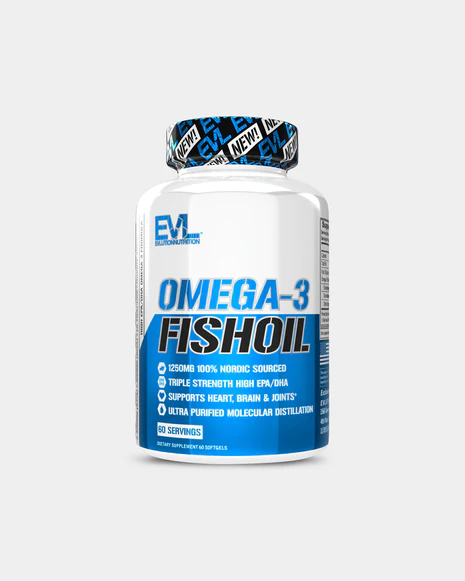 NEW!
EVL
NEW!
NEW!
EVL
EVLUTIONNUTRITION
OMEGA-3
FISHOIL
1250MG 100% NORDIC SOURCED
TRIPLE STRENGTH HIGH EPA/DHA
SUPPORTS HEART, BRAIN & JOINTS*
ULTRA PURIFIED MOLECULAR DISTILLATION
60 SERVINGS
DIETARY SUPPLEMENT 60 SOFTGELS